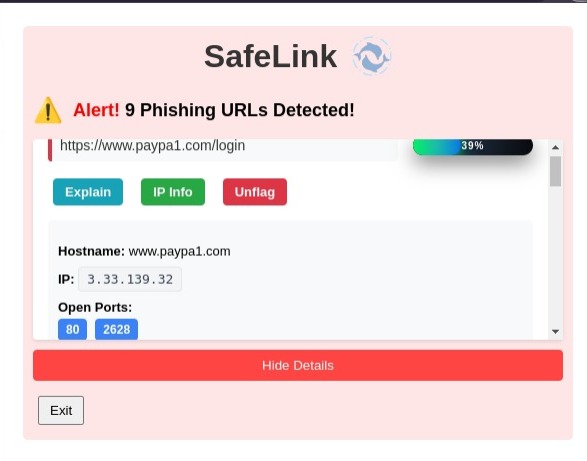 SafeLink
Alert! 9 Phishing URLs Detected!
https://www.paypa1.com/login
39%
Explain IP Info Unflag
Hostname: www.paypa1.com
IP: 3.33.139.32
Open Ports:
80 2628
Hide Details
Exit